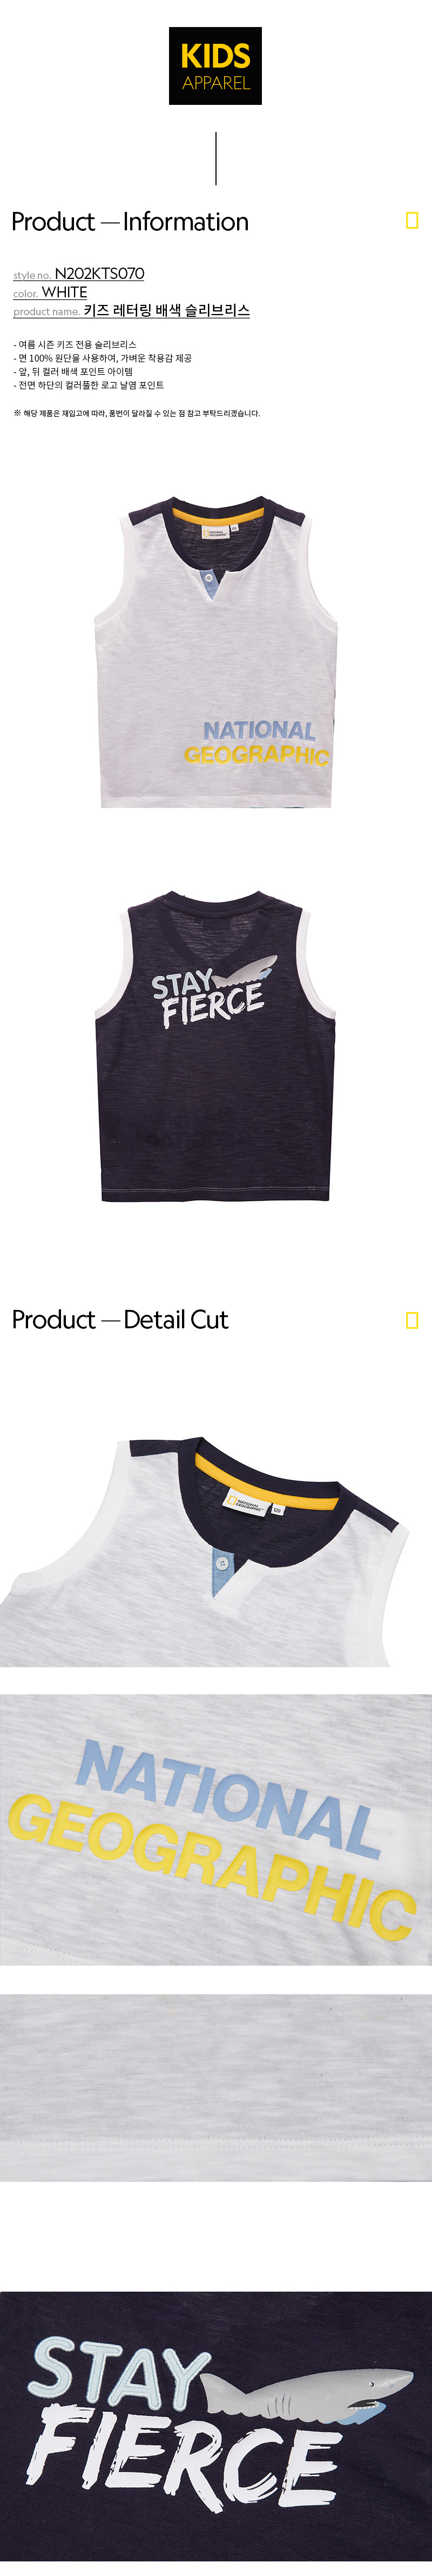 KIDS
APPAREL
Product — Information
style no. N202KTS070
color. WHITE
product name. 키즈 레터링 배색 슬리브리스
- 여름 시즌 키즈 전용 슬리브리스
- 면 100% 원단을 사용하여, 가벼운 착용감 제공
- 앞, 뒤 컬러 배색 포인트 아이템
- 전면 하단의 컬러풀한 로고 날염 포인트
※ 해당 제품은 재입고에 따라, 품번이 달라질 수 있는 점 참고 부탁드리겠습니다.
NATIONAL
GEOGRAPHIC
NATIONAL
GEOGRAPHIC
STAY
FIERCE
Product — Detail Cut
NATIONAL
GEOGRAPHIC
120
NATIONAL
GEOGRAPHIC
STAY
FIERCE